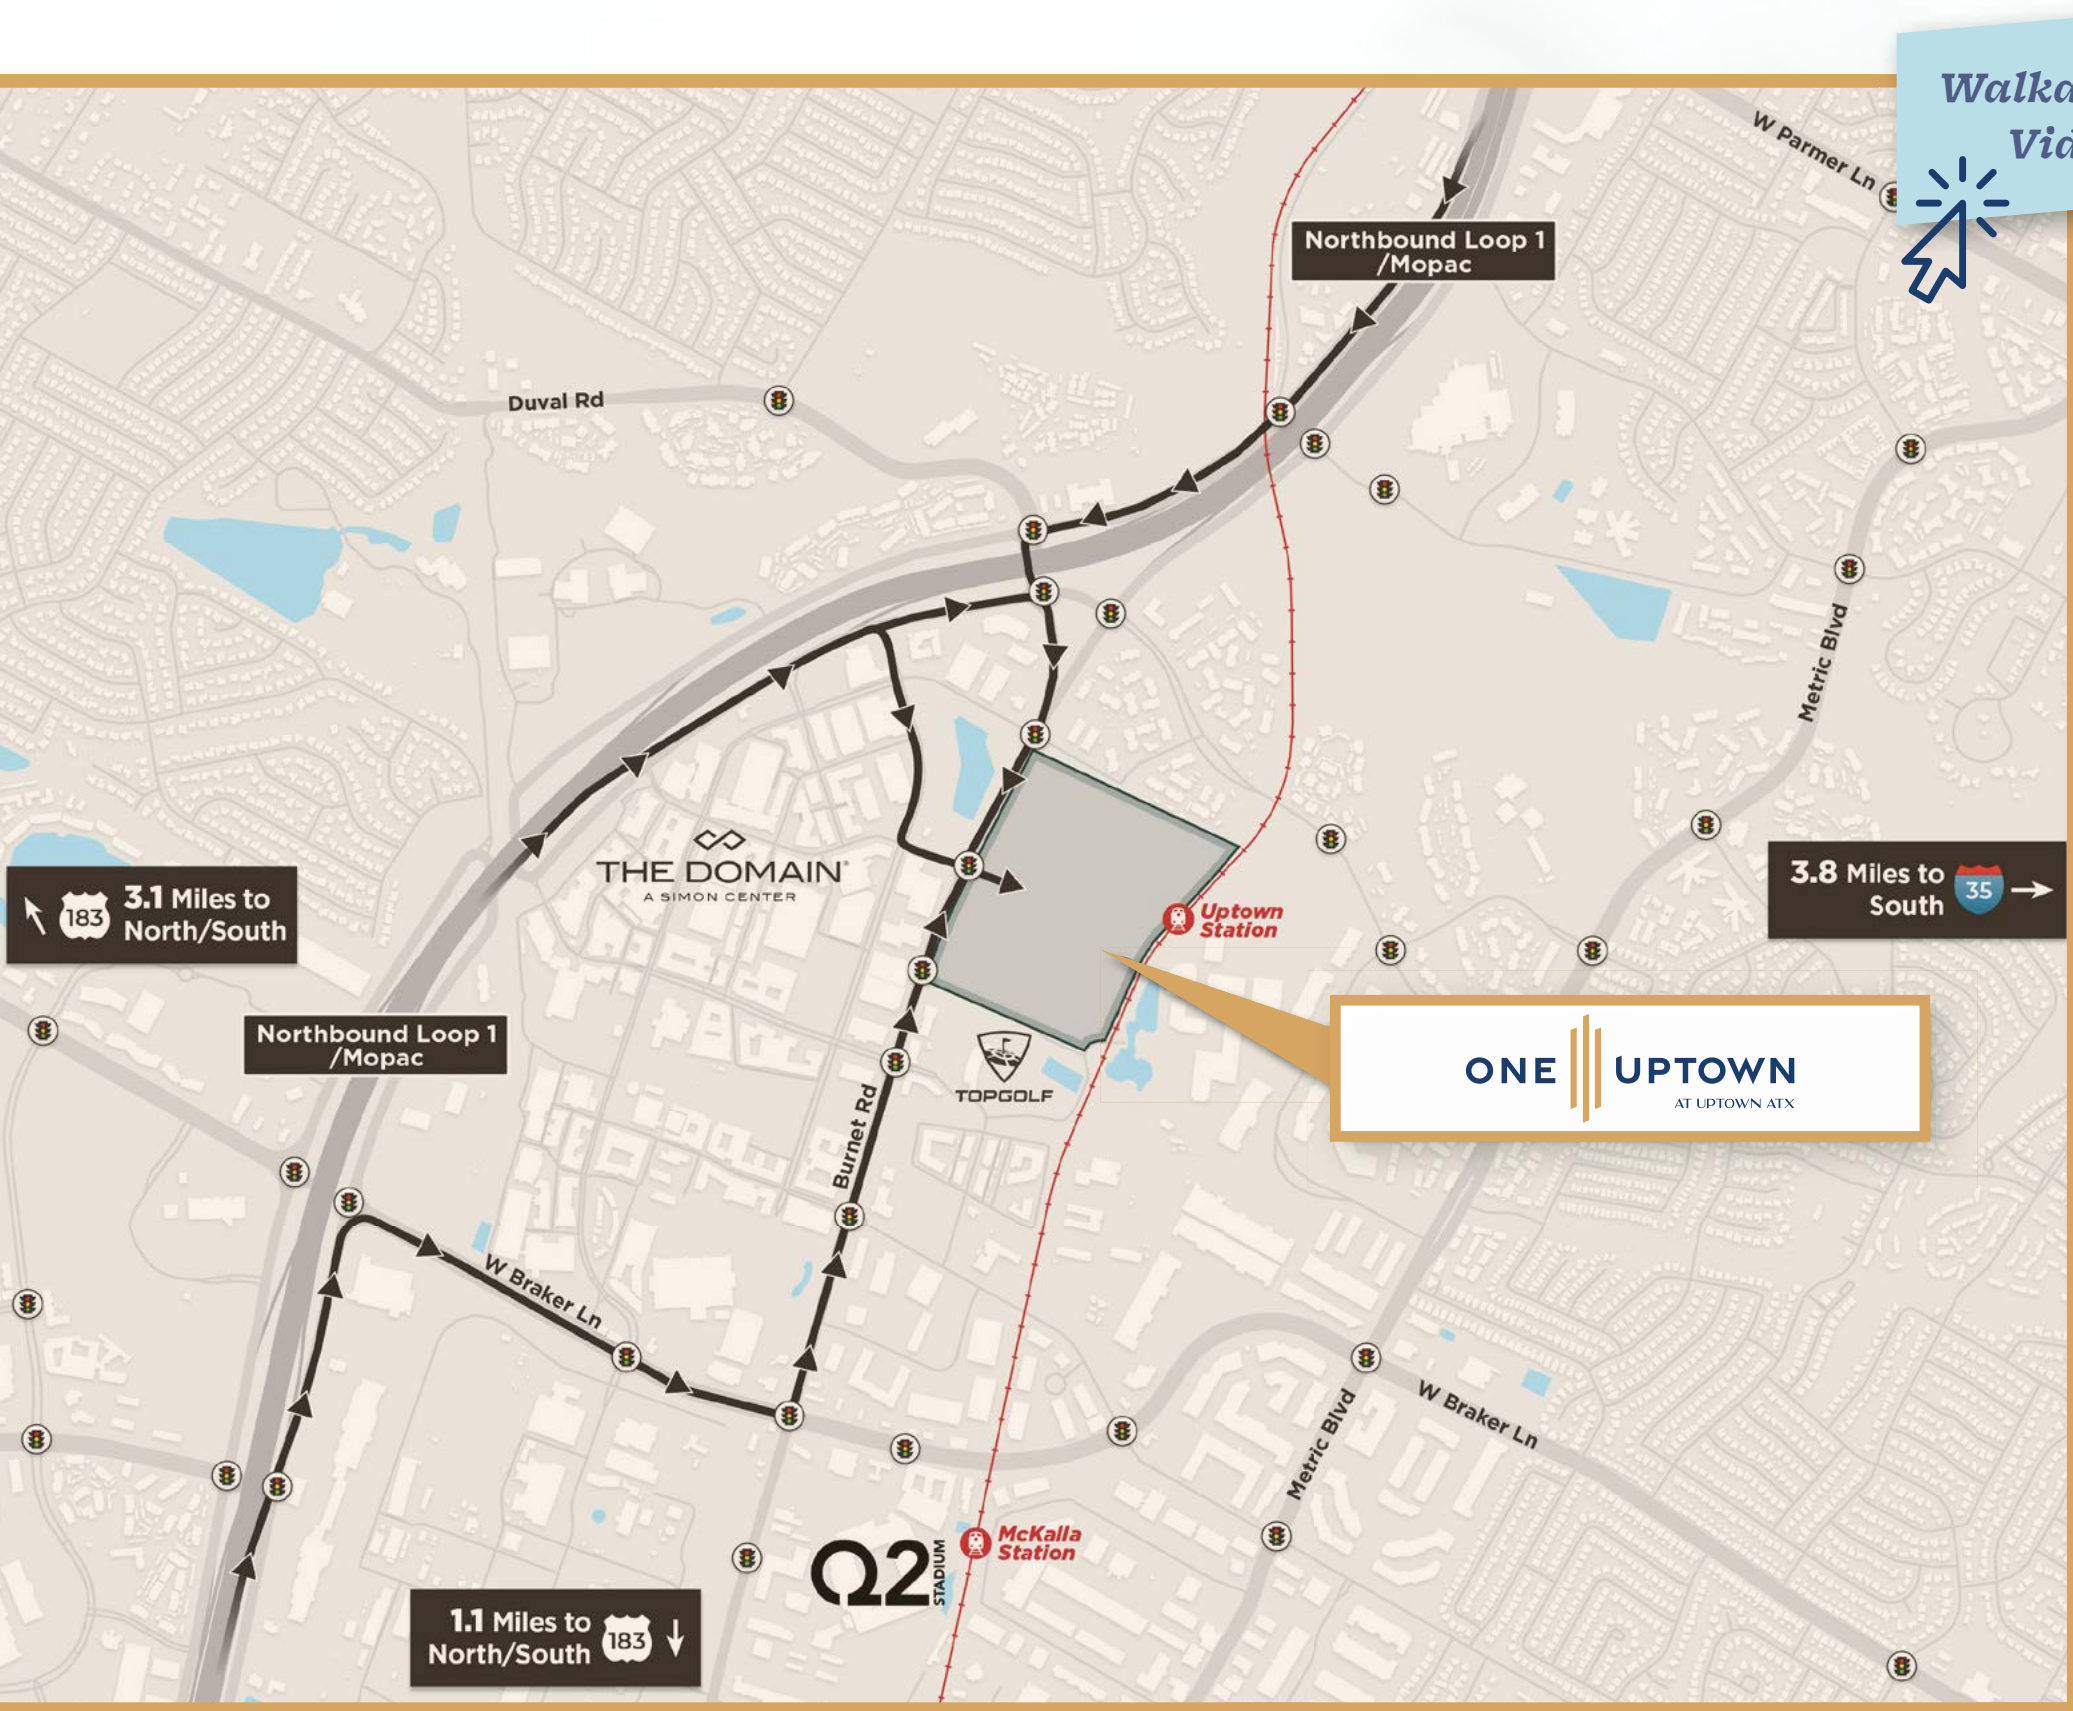 Walka
Vid
W Parmer Ln
Northbound Loop 1
/Mopac
Duval Rd
Metric Blvd
THE DOMAIN
A SIMON CENTER
183
3.1 Miles to
North/South
3.8 Miles to
South
35
Uptown
Station
Northbound Loop 1
/Mopac
ONE UPTOWN
AT UPTOWN ATX
TOPGOLF
Burnet Rd
W Braker Ln
W Braker Ln
Metric Blvd
Q2
STADIUM
McKalla
Station
1.1 Miles to
North/South
183